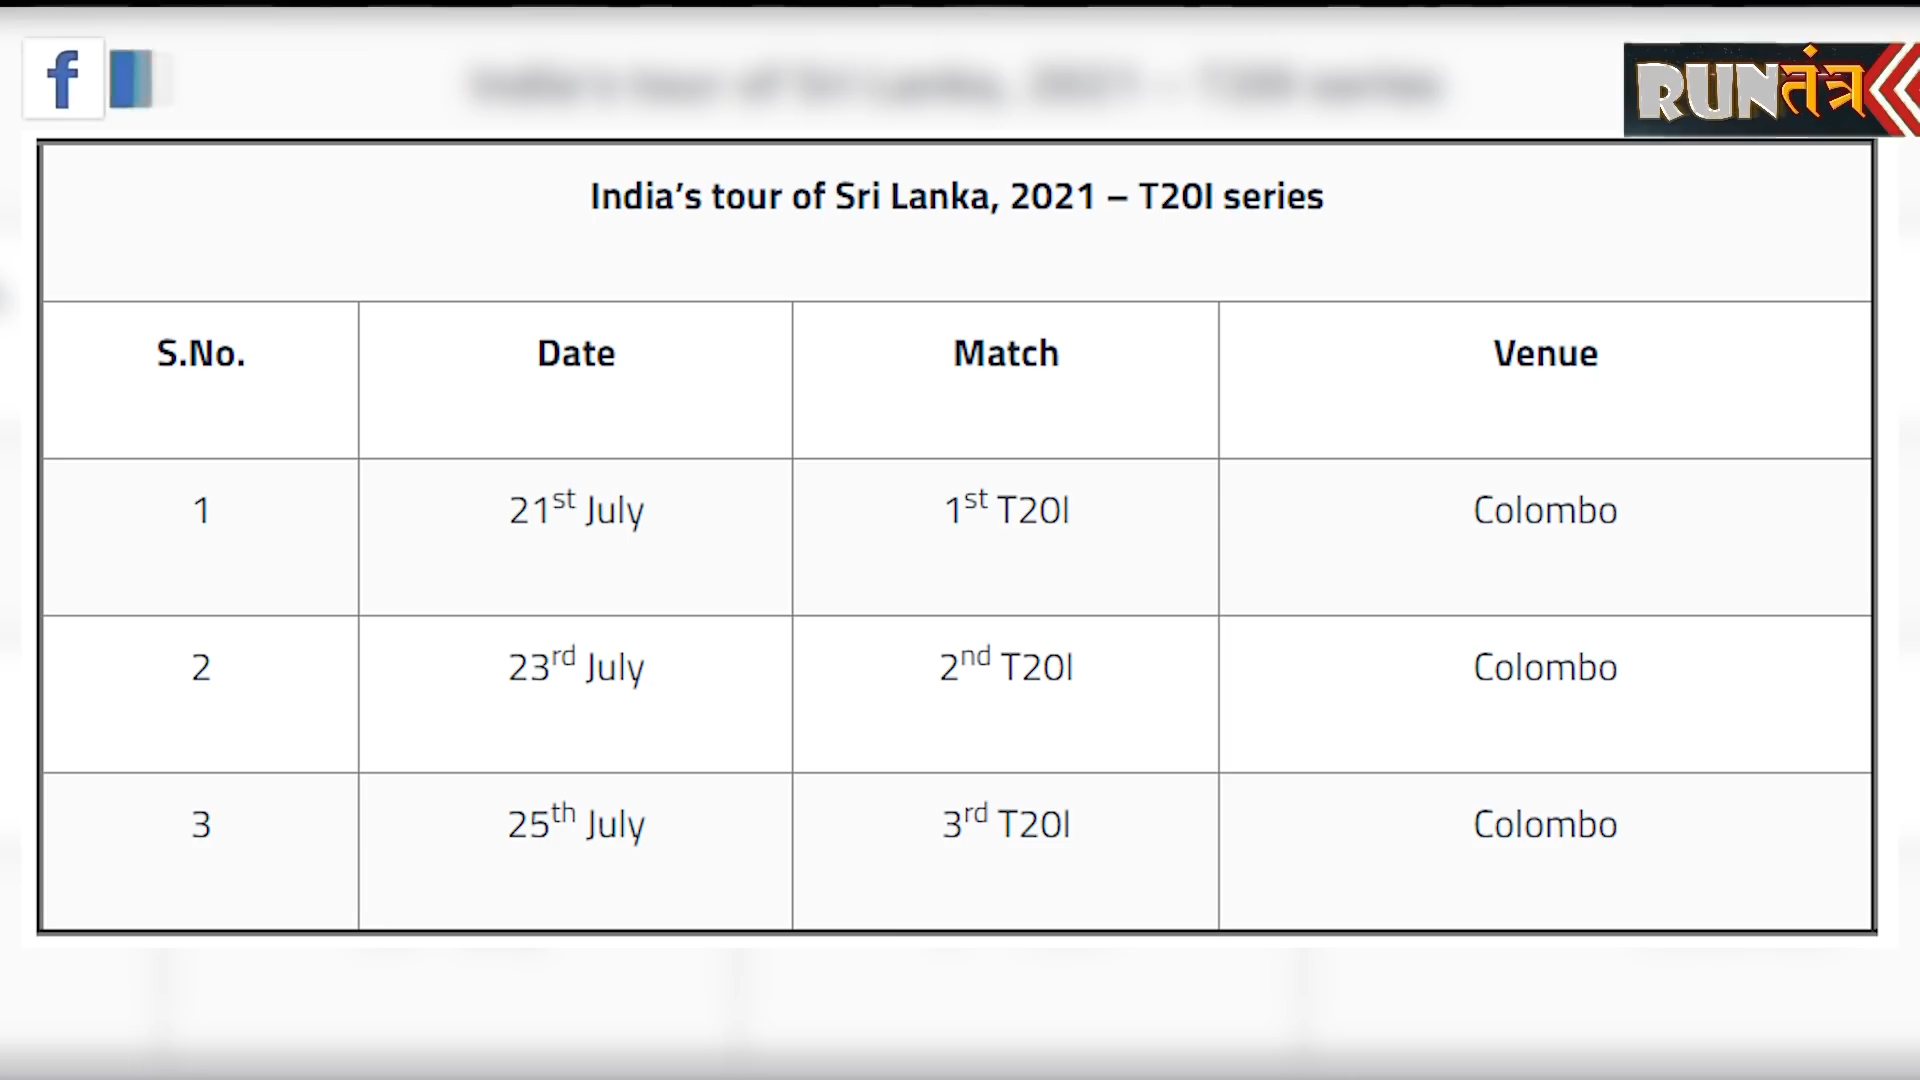 f
RUNतंत्र
India’s tour of Sri Lanka, 2021 – T20I series
S.No. Date Match Venue
1 21st July 1st T20I Colombo
2 23rd July 2nd T20I Colombo
3 25th July 3rd T20I Colombo